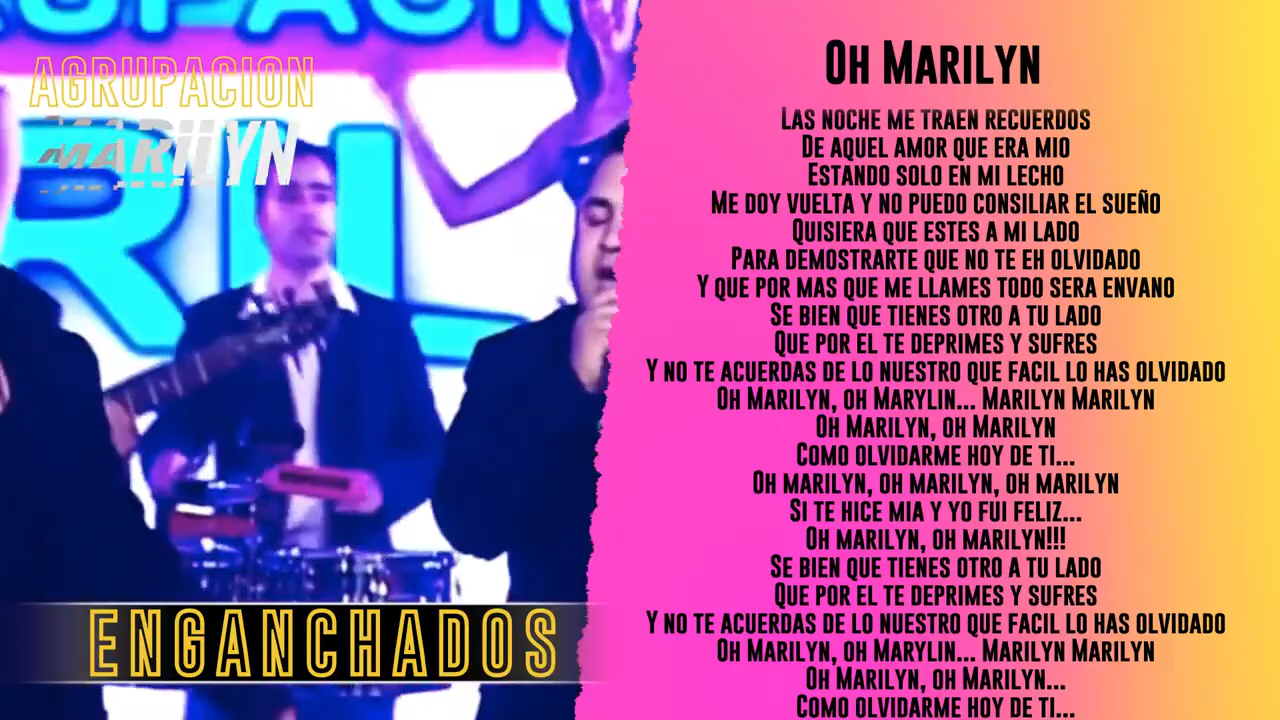 AGRUPACION
MARILYN
ENGANCHADOS
OH MARILYN
LAS NOCHE ME TRAEN RECUERDOS
DE AQUEL AMOR QUE ERA MIO
ESTANDO SOLO EN MI LECHO
ME DOY VUELTA Y NO PUEDO CONSILIAR EL SUEÑO
QUISIERA QUE ESTES A MI LADO
PARA DEMOSTRARTE QUE NO TE EH OLVIDADO
Y QUE POR MAS QUE ME LLAMES TODO SERA ENVANO
SE BIEN QUE TIENES OTRO A TU LADO
QUE POR EL TE DEPRIMES Y SUFRES
Y NO TE ACUERDAS DE LO NUESTRO QUE FACIL LO HAS OLVIDADO
OH MARILYN, OH MARYLIN... MARILYN MARILYN
OH MARILYN, OH MARILYN
COMO OLVIDARME HOY DE TI...
OH MARILYN, OH MARILYN, OH MARILYN
SI TE HICE MIA Y YO FUI FELIZ...
OH MARILYN, OH MARILYN!!!
SE BIEN QUE TIENES OTRO A TU LADO
QUE POR EL TE DEPRIMES Y SUFRES
Y NO TE ACUERDAS DE LO NUESTRO QUE FACIL LO HAS OLVIDADO
OH MARILYN, OH MARYLIN... MARILYN MARILYN
OH MARILYN, OH MARILYN...
COMO OLVIDARME HOY DE TI...